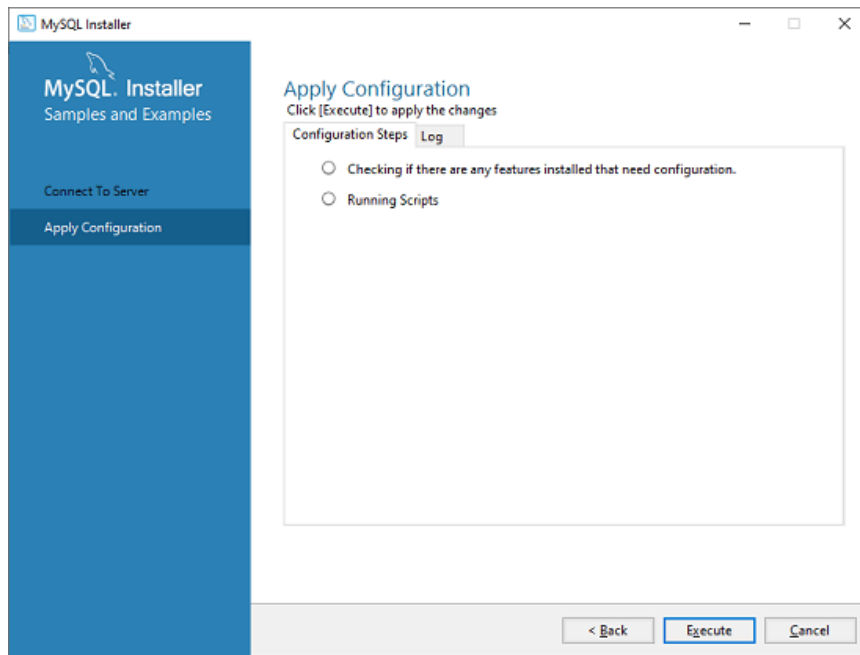 MySQL Installer
MySQL. Installer
Samples and Examples
Connect To Server
Apply Configuration
Apply Configuration
Click [Execute] to apply the changes
Configuration Steps Log
Checking if there are any features installed that need configuration.
Running Scripts
< Back Execute Cancel